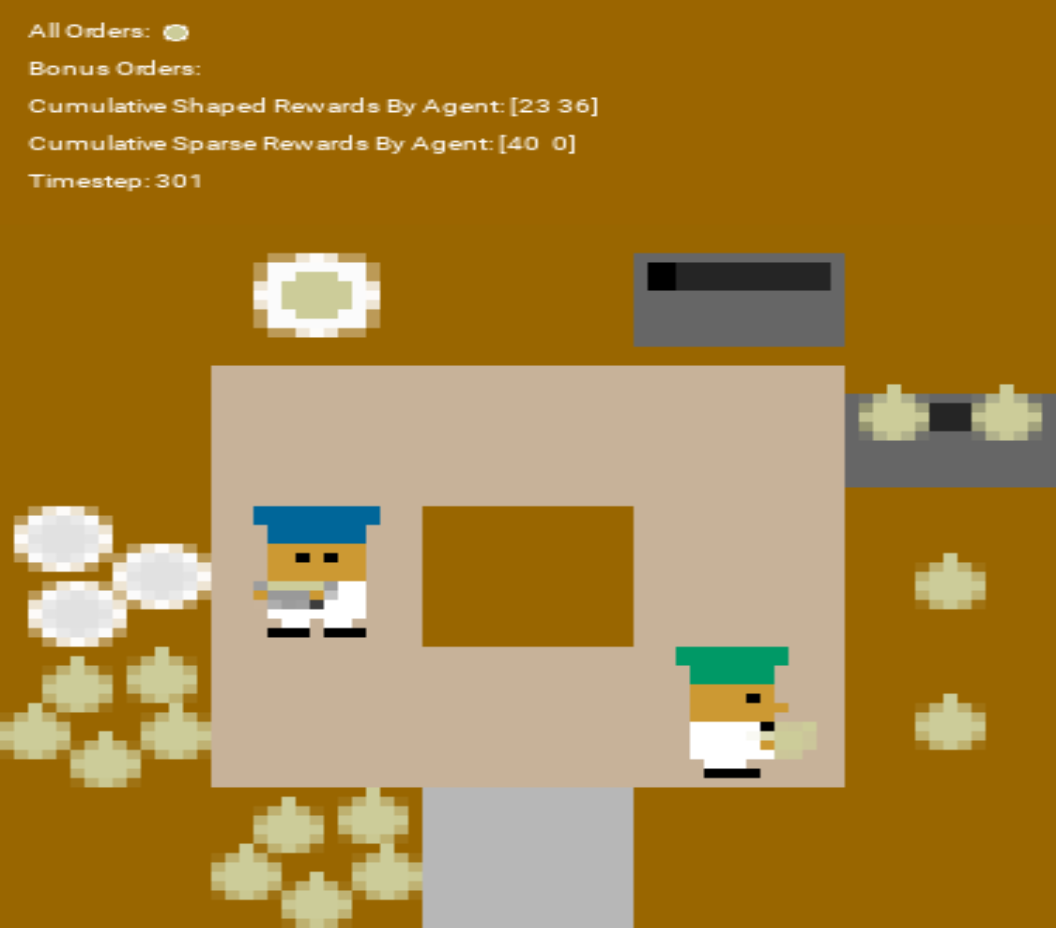 All Orders:
Bonus Orders:
Cumulative Shaped Rewards By Agent: [23 36]
Cumulative Sparse Rewards By Agent: [40 0]
Timestep: 301